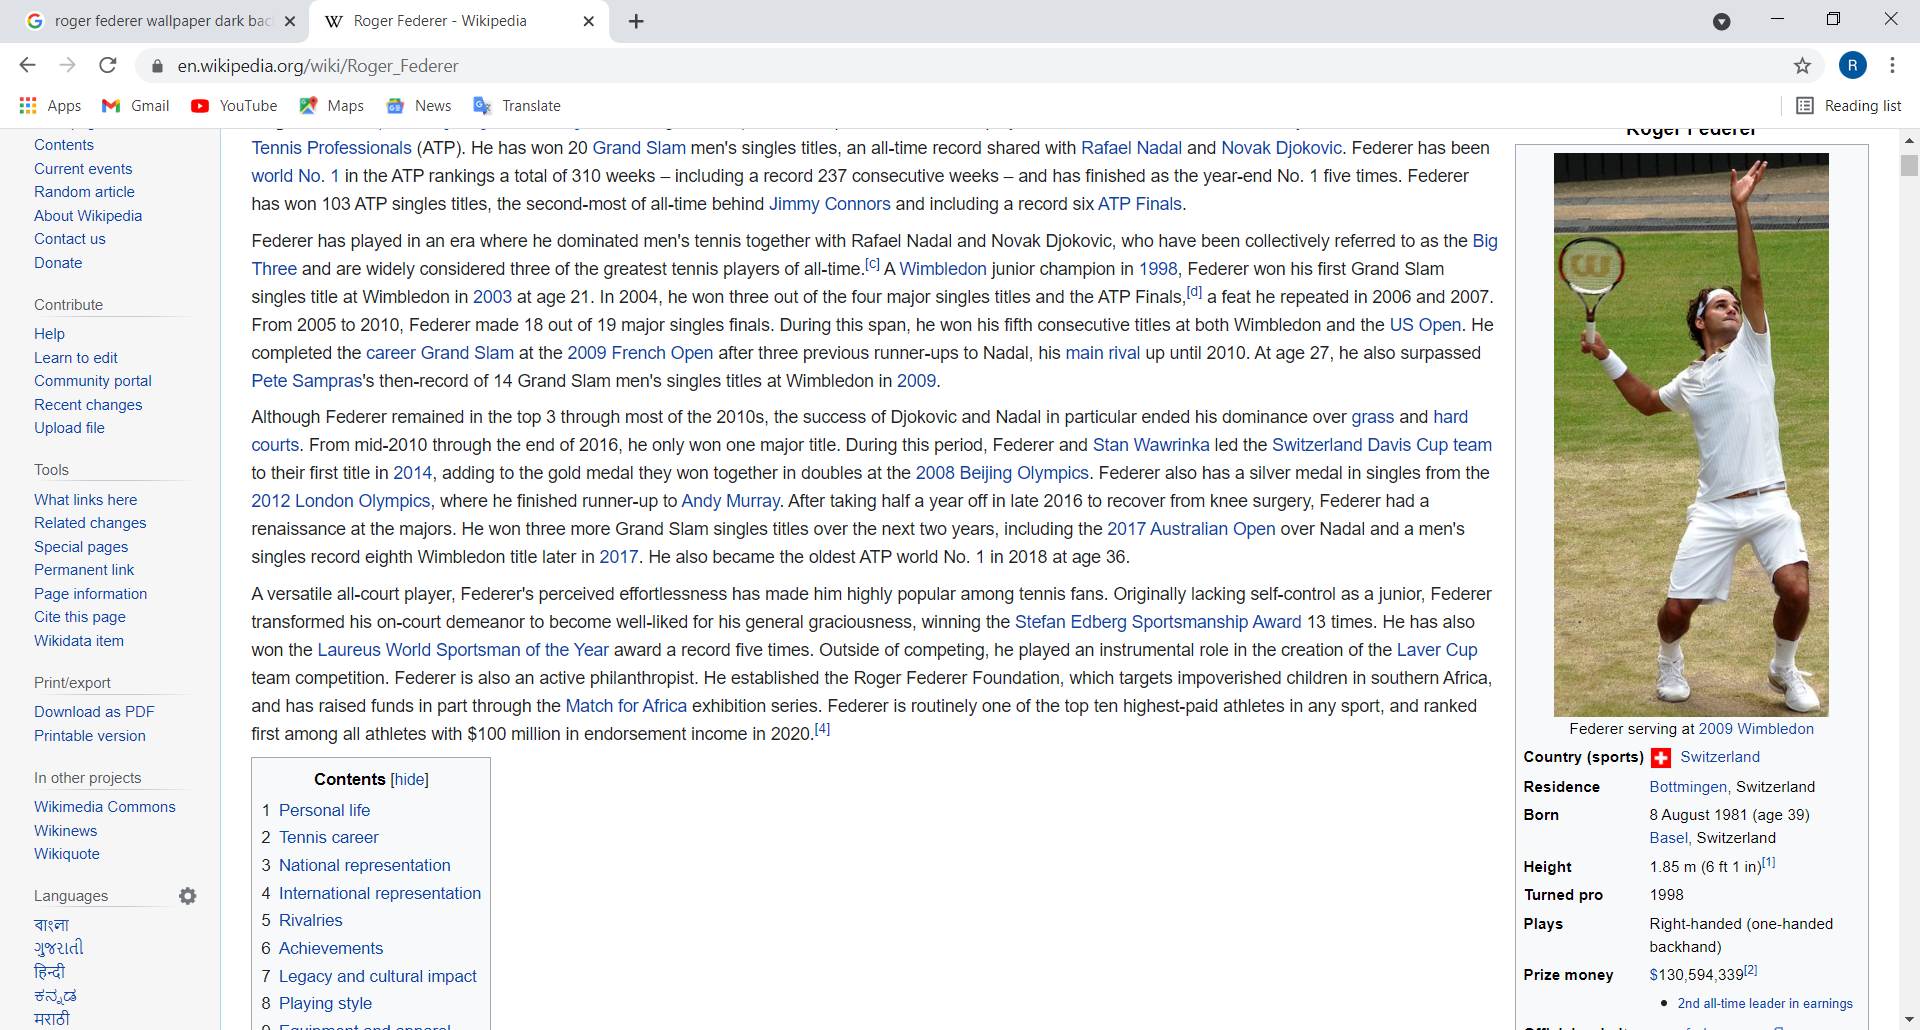 roger federer wallpaper dark bac
Roger Federer - Wikipedia
en.wikipedia.org/wiki/Roger_Federer
R
Apps
Gmail
YouTube
Maps
News
Translate
Reading list
Contents
Current events
Random article
About Wikipedia
Contact us
Donate
Contribute
Help
Learn to edit
Community portal
Recent changes
Upload file
Tools
What links here
Related changes
Special pages
Permanent link
Page information
Cite this page
Wikidata item
Print/export
Download as PDF
Printable version
In other projects
Wikimedia Commons
Wikinews
Wikiquote
Languages
বাংলা
ગુજરાતી
हिन्दी
ಕನ್ನಡ
मराठी
Tennis Professionals (ATP). He has won 20 Grand Slam men's singles titles, an all-time record shared with Rafael Nadal and Novak Djokovic. Federer has been
world No. 1 in the ATP rankings a total of 310 weeks – including a record 237 consecutive weeks – and has finished as the year-end No. 1 five times. Federer
has won 103 ATP singles titles, the second-most of all-time behind Jimmy Connors and including a record six ATP Finals.
Federer has played in an era where he dominated men's tennis together with Rafael Nadal and Novak Djokovic, who have been collectively referred to as the Big
Three and are widely considered three of the greatest tennis players of all-time.[c] A Wimbledon junior champion in 1998, Federer won his first Grand Slam
singles title at Wimbledon in 2003 at age 21. In 2004, he won three out of the four major singles titles and the ATP Finals,[d] a feat he repeated in 2006 and 2007.
From 2005 to 2010, Federer made 18 out of 19 major singles finals. During this span, he won his fifth consecutive titles at both Wimbledon and the US Open. He
completed the career Grand Slam at the 2009 French Open after three previous runner-ups to Nadal, his main rival up until 2010. At age 27, he also surpassed
Pete Sampras's then-record of 14 Grand Slam men's singles titles at Wimbledon in 2009.
Although Federer remained in the top 3 through most of the 2010s, the success of Djokovic and Nadal in particular ended his dominance over grass and hard
courts. From mid-2010 through the end of 2016, he only won one major title. During this period, Federer and Stan Wawrinka led the Switzerland Davis Cup team
to their first title in 2014, adding to the gold medal they won together in doubles at the 2008 Beijing Olympics. Federer also has a silver medal in singles from the
2012 London Olympics, where he finished runner-up to Andy Murray. After taking half a year off in late 2016 to recover from knee surgery, Federer had a
renaissance at the majors. He won three more Grand Slam singles titles over the next two years, including the 2017 Australian Open over Nadal and a men's
singles record eighth Wimbledon title later in 2017. He also became the oldest ATP world No. 1 in 2018 at age 36.
A versatile all-court player, Federer's perceived effortlessness has made him highly popular among tennis fans. Originally lacking self-control as a junior, Federer
transformed his on-court demeanor to become well-liked for his general graciousness, winning the Stefan Edberg Sportsmanship Award 13 times. He has also
won the Laureus World Sportsman of the Year award a record five times. Outside of competing, he played an instrumental role in the creation of the Laver Cup
team competition. Federer is also an active philanthropist. He established the Roger Federer Foundation, which targets impoverished children in southern Africa,
and has raised funds in part through the Match for Africa exhibition series. Federer is routinely one of the top ten highest-paid athletes in any sport, and ranked
first among all athletes with $100 million in endorsement income in 2020.[4]
Contents [hide]
1 Personal life
2 Tennis career
3 National representation
4 International representation
5 Rivalries
6 Achievements
7 Legacy and cultural impact
8 Playing style
9 Equipment and apparel
Roger Federer
W
Federer serving at 2009 Wimbledon
Country (sports) Switzerland
Residence Bottmingen, Switzerland
Born 8 August 1981 (age 39)
Basel, Switzerland
Height 1.85 m (6 ft 1 in)[1]
Turned pro 1998
Plays Right-handed (one-handed
backhand)
Prize money $130,594,339[2]
• 2nd all-time leader in earnings